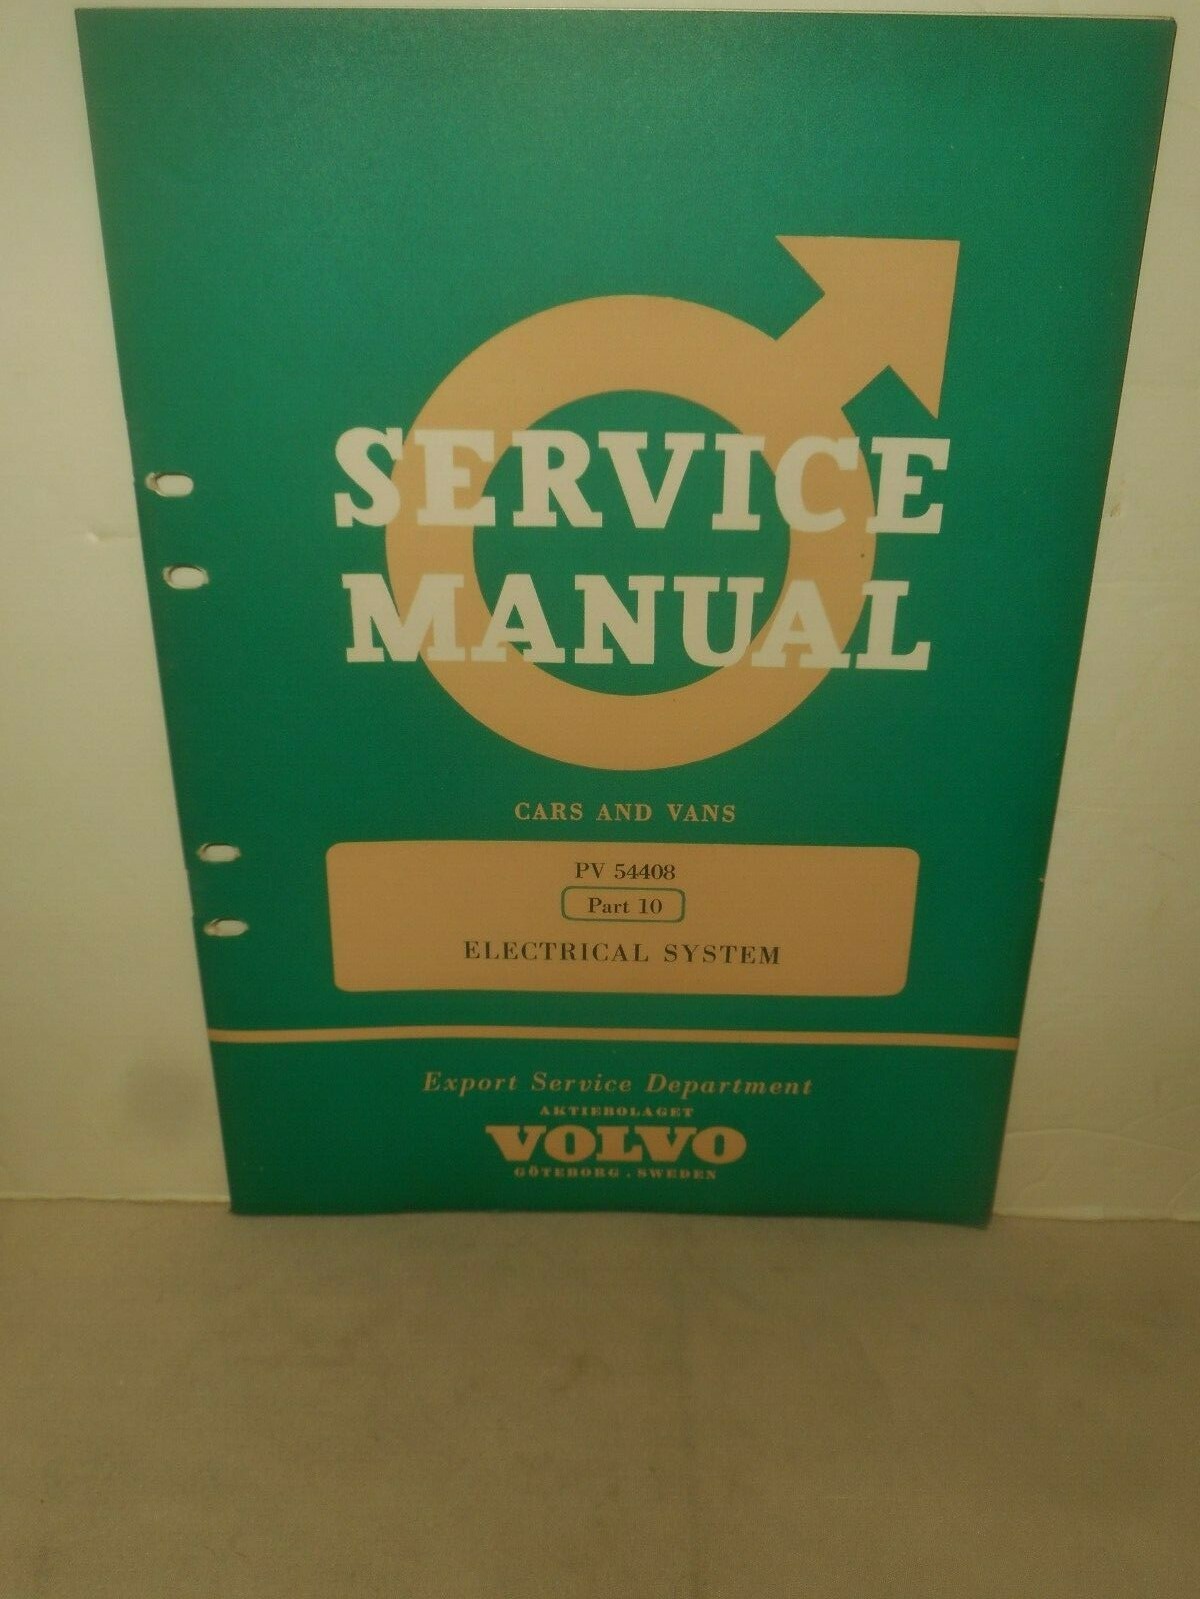 SERVICE
MANUAL
CARS AND VANS
PV 54408
Part 10
ELECTRICAL SYSTEM
Export Service Department
AKTIEBOLAGET
VOLVO
GÖTEBORG . SWEDEN